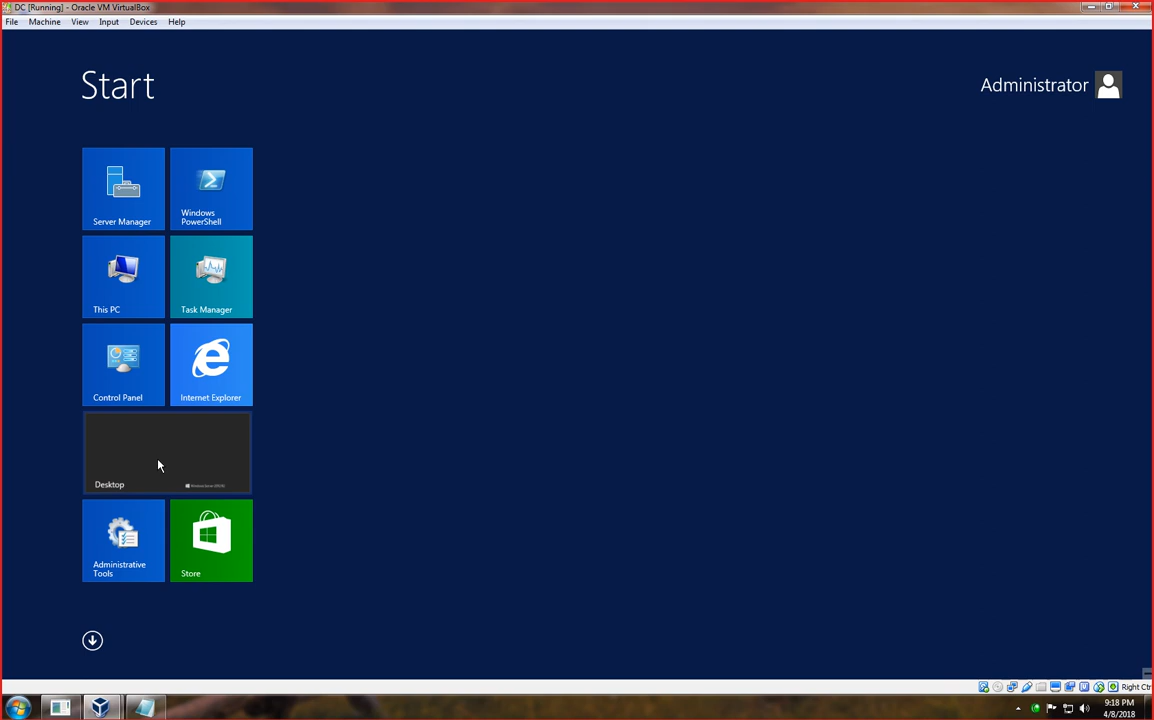 DC [Running] - Oracle VM VirtualBox
File Machine View Input Devices Help
Start
Administrator
Server Manager
Windows
PowerShell
This PC
Task Manager
Control Panel
Internet Explorer
Desktop
Administrative
Tools
Store
Right Ctr
9:18 PM
4/8/2018